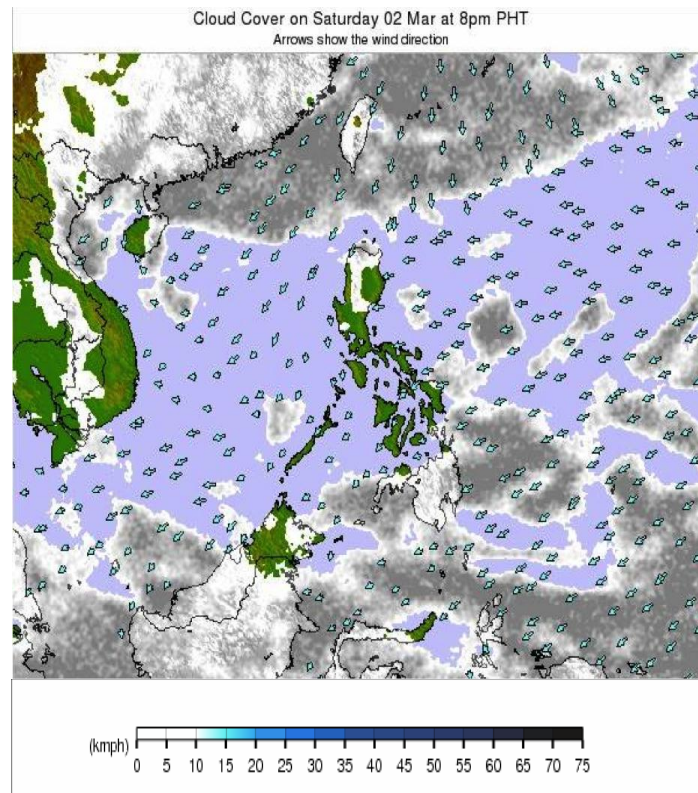 Cloud Cover on Saturday 02 Mar at 8pm PHT
Arrows show the wind direction
(kmph)
0 5 10 15 20 25 30 35 40 45 50 55 60 65 70 75